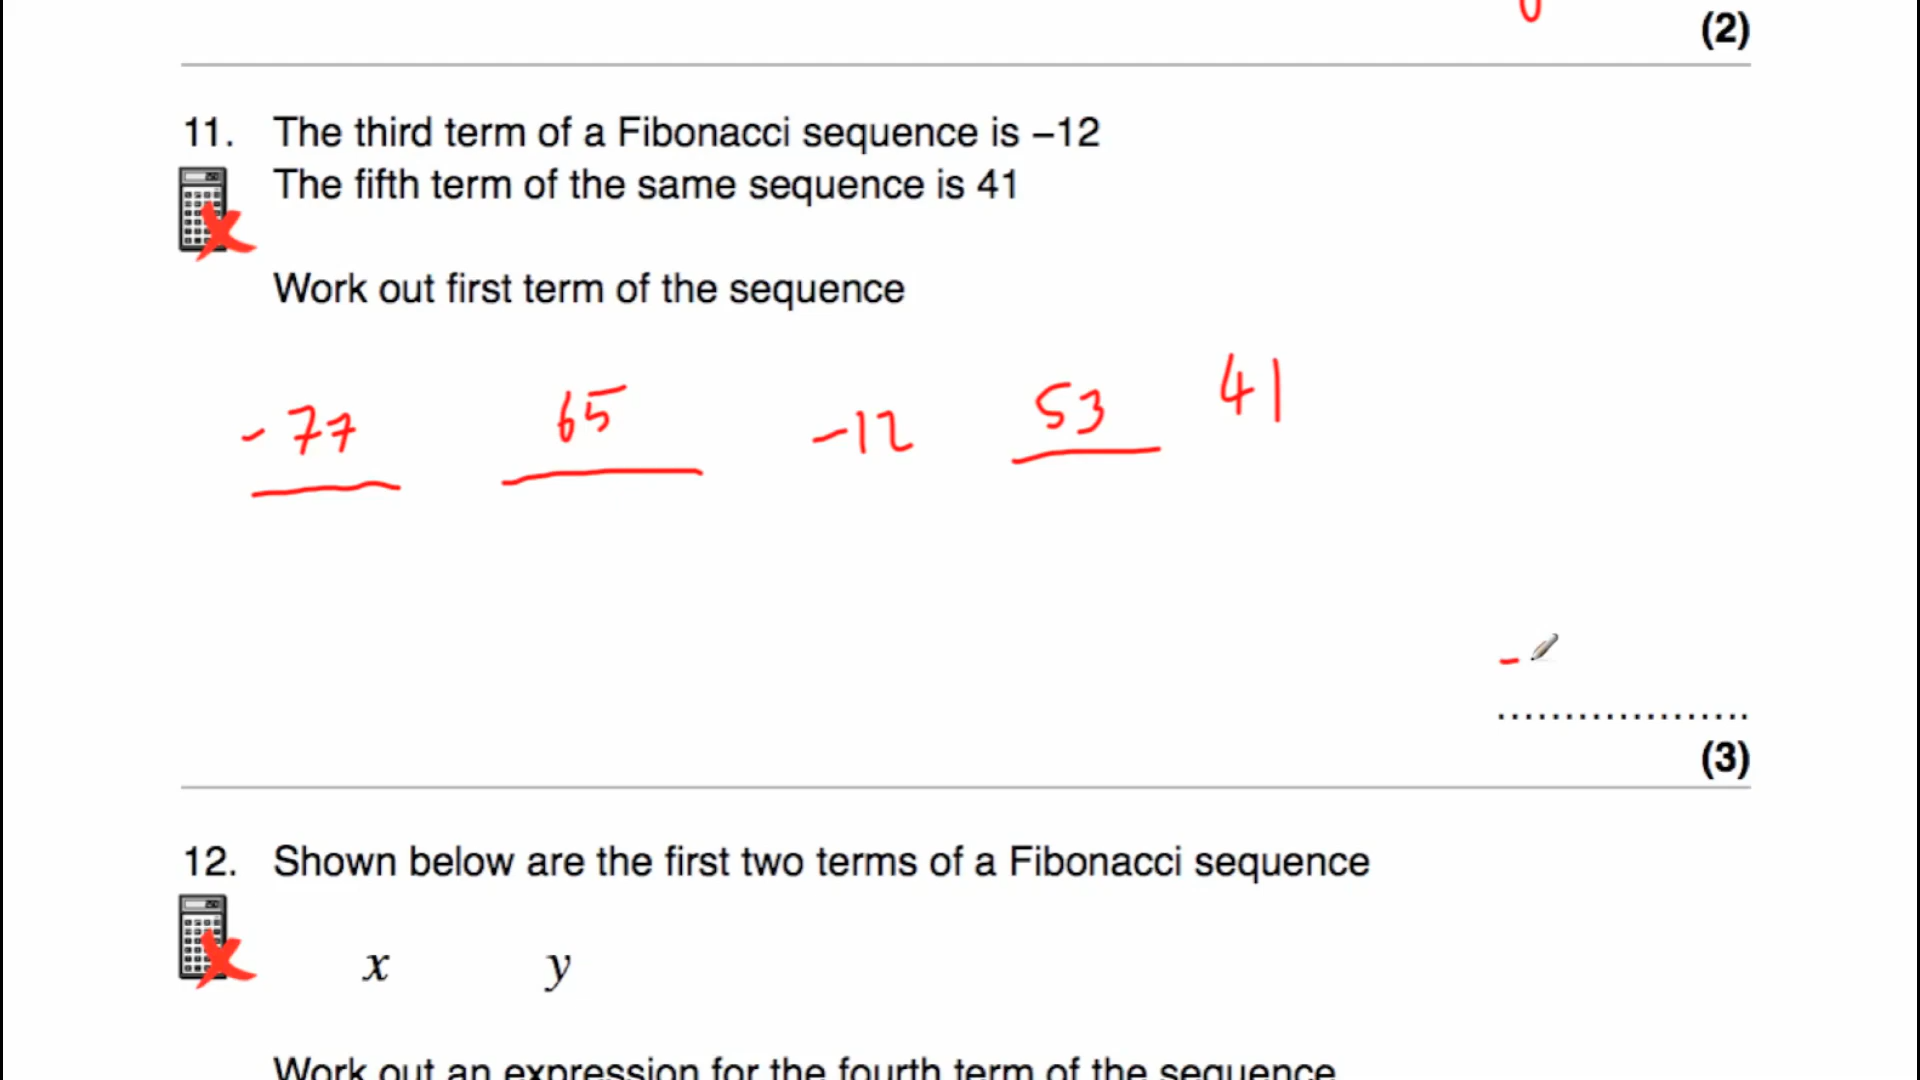 (2)
11. The third term of a Fibonacci sequence is −12
The fifth term of the same sequence is 41
Work out first term of the sequence
-77 65 -12 53 41
-
...................
(3)
12. Shown below are the first two terms of a Fibonacci sequence
x y
Work out an expression for the fourth term of the sequence